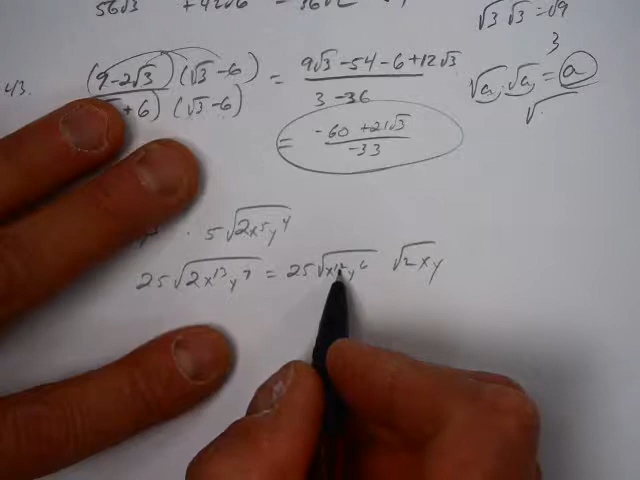 56√3 + 42√6 36√2
√3 √3 = √9
3
43. (9-2√3) (√3-6) / (√3 + 6) (√3-6) = 9√3 - 54 - 6 + 12√3 / 3 - 36
√a · √a = a
√
= -60 + 21√3 / -33
· 5√2x⁵y⁴
25√2x¹³y⁷ = 25√x¹²y⁶ √2xy